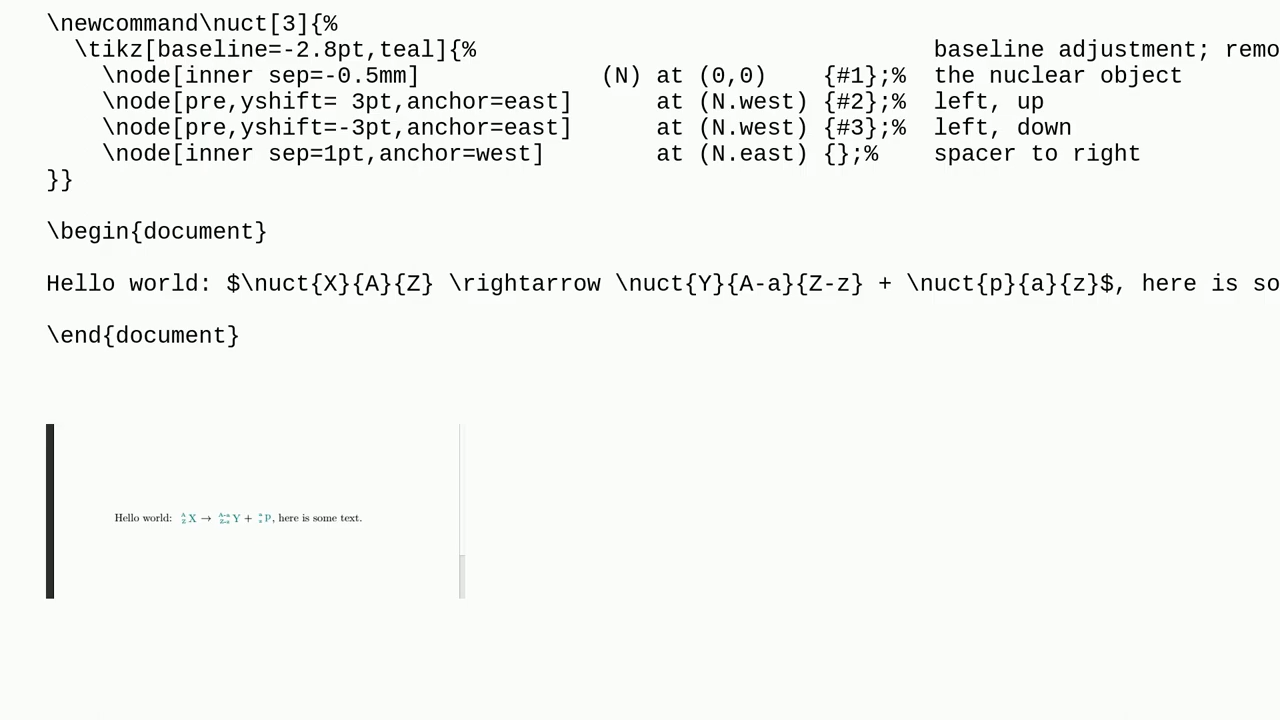 \newcommand\nuct[3]{%
  \tikz[baseline=-2.8pt,teal]{%                                 baseline adjustment; remo
    \node[inner sep=-0.5mm]             (N) at (0,0)    {#1};%  the nuclear object
    \node[pre,yshift= 3pt,anchor=east]      at (N.west) {#2};%  left, up
    \node[pre,yshift=-3pt,anchor=east]      at (N.west) {#3};%  left, down
    \node[inner sep=1pt,anchor=west]        at (N.east) {};%    spacer to right
}}
\begin{document}
Hello world: $\nuct{X}{A}{Z} \rightarrow \nuct{Y}{A-a}{Z-z} + \nuct{p}{a}{z}$, here is so
\end{document}
Hello world: A Z X → A-a Z-z Y + a z p, here is some text.